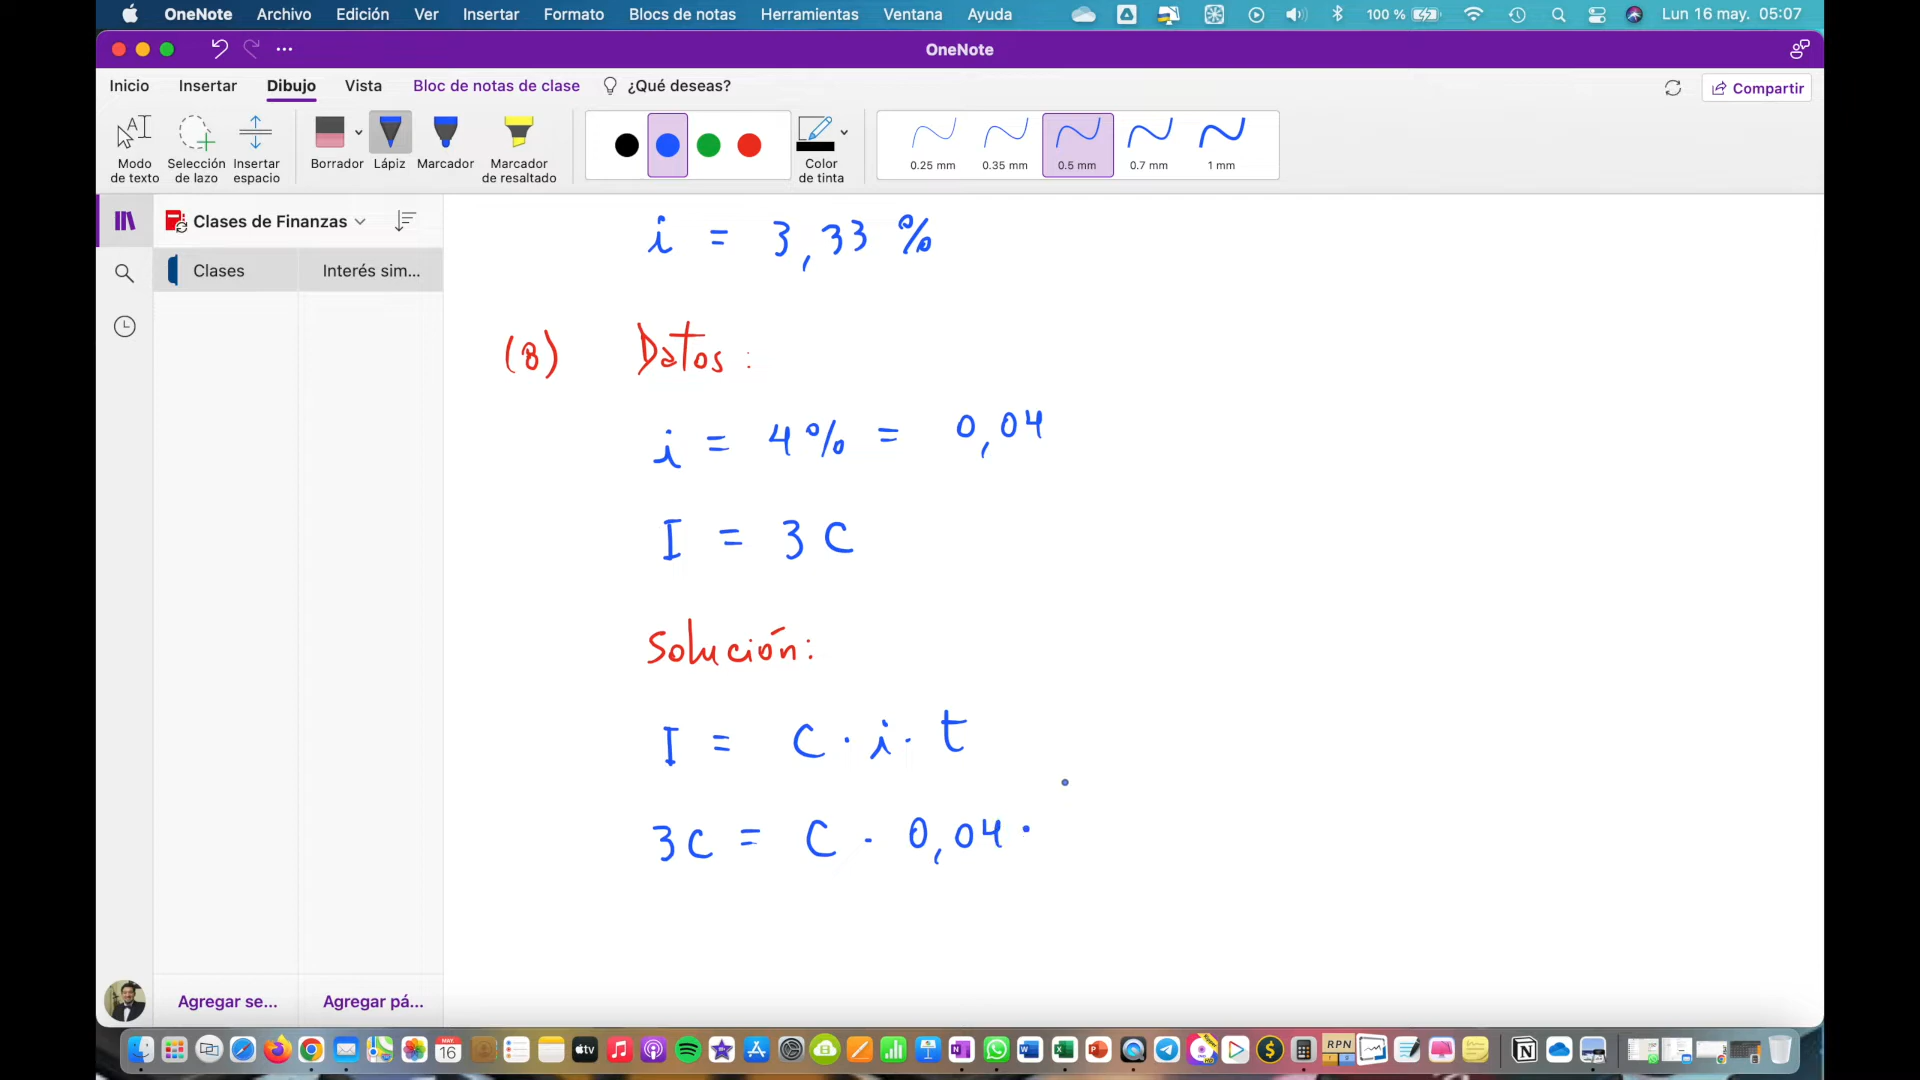 OneNote Archivo Edición Ver Insertar Formato Blocs de notas Herramientas Ventana Ayuda 100 % Lun 16 may. 05:07
OneNote
Inicio Insertar Dibujo Vista Bloc de notas de clase ¿Qué deseas? Compartir
Modo de texto
Selección de lazo
Insertar espacio
Borrador
Lápiz
Marcador
Marcador de resaltado
Color de tinta
0.25 mm 0.35 mm 0.5 mm 0.7 mm 1 mm
Clases de Finanzas
Clases Interés sim...
i = 3,33 %
(8) Datos:
i = 4% = 0,04
I = 3C
Solución:
I = C · i · t
3C = C · 0,04 ·
Agregar se... Agregar pá...
MAY 16
tv
RPN